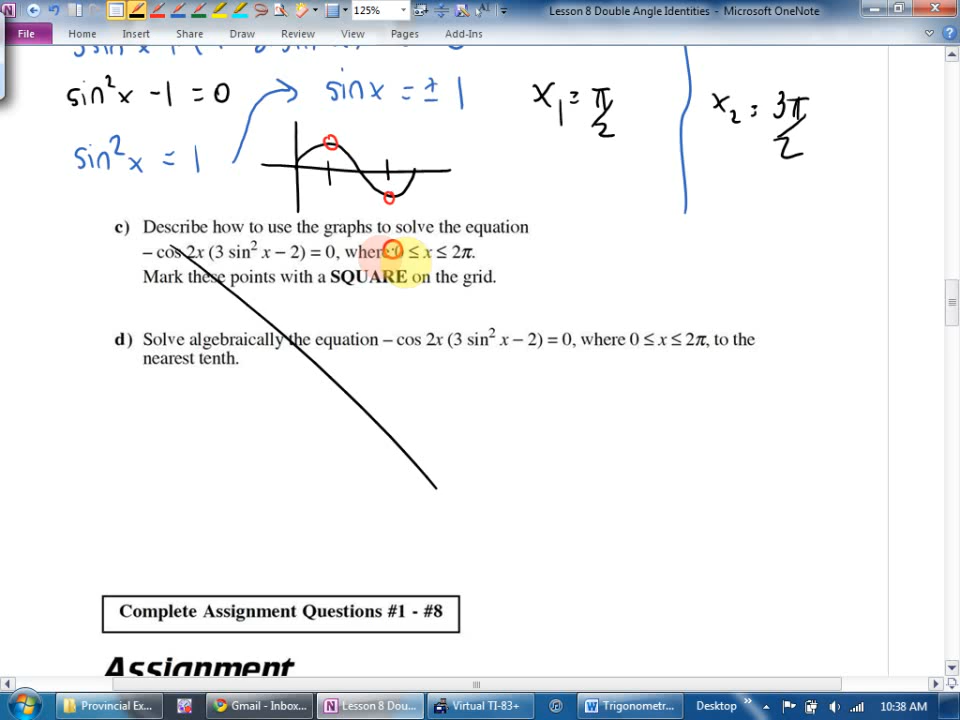 Lesson 8 Double Angle Identities - Microsoft OneNote
125%
File Home Insert Share Draw Review View Pages Add-Ins
sin²x - 1 = 0
sin x = ± 1
x₁ = π/2
x₂ = 3π/2
sin²x = 1
c) Describe how to use the graphs to solve the equation
– cos 2x (3 sin² x – 2) = 0, where 0 ≤ x ≤ 2π.
Mark these points with a SQUARE on the grid.
d) Solve algebraically the equation – cos 2x (3 sin² x – 2) = 0, where 0 ≤ x ≤ 2π, to the
nearest tenth.
Complete Assignment Questions #1 - #8
Assignment
Provincial Ex... Gmail - Inbox... Lesson 8 Dou... Virtual TI-83+ Trigonometr... Desktop 10:38 AM